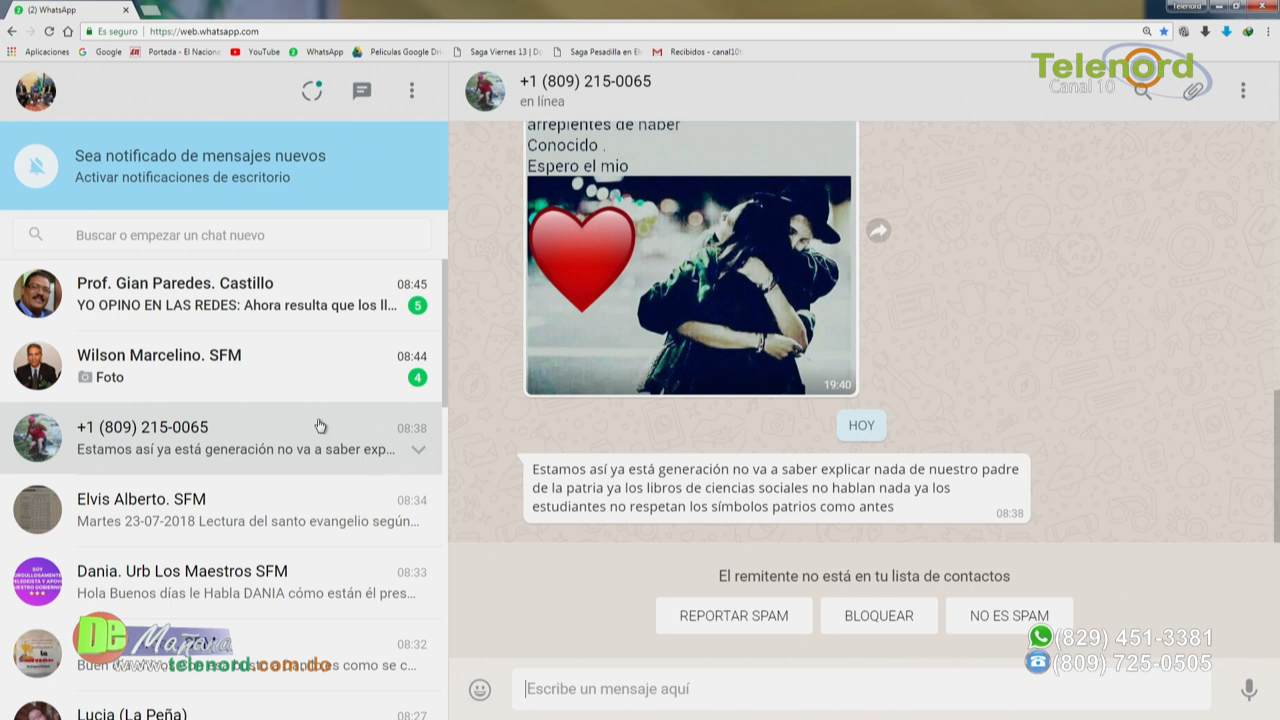 (2) WhatsApp
Telenord
Es seguro
https://web.whatsapp.com
Aplicaciones
Google
Portada - El Nacion
YouTube
WhatsApp
Peliculas Google Dri
Saga Viernes 13 | D
Saga Pesadilla en El
Recibidos - canal10
Telenord
Canal 10
+1 (809) 215-0065
en línea
Sea notificado de mensajes nuevos
Activar notificaciones de escritorio
Buscar o empezar un chat nuevo
Prof. Gian Paredes. Castillo
08:45
YO OPINO EN LAS REDES: Ahora resulta que los ll...
5
Wilson Marcelino. SFM
08:44
Foto
4
+1 (809) 215-0065
08:38
Estamos así ya está generación no va a saber exp...
Elvis Alberto. SFM
08:34
Martes 23-07-2018 Lectura del santo evangelio según...
Dania. Urb Los Maestros SFM
08:33
Hola Buenos días le Habla DANIA cómo están él pres...
08:32
como se c...
Lucia (La Peña)
08:27
De Mañana
www.telenord.com.do
arrepientes de haber
Conocido .
Espero el mio
19:40
HOY
Estamos así ya está generación no va a saber explicar nada de nuestro padre
de la patria ya los libros de ciencias sociales no hablan nada ya los
estudiantes no respetan los símbolos patrios como antes
08:38
El remitente no está en tu lista de contactos
REPORTAR SPAM
BLOQUEAR
NO ES SPAM
(829) 451-3381
(809) 725-0505
Escribe un mensaje aquí